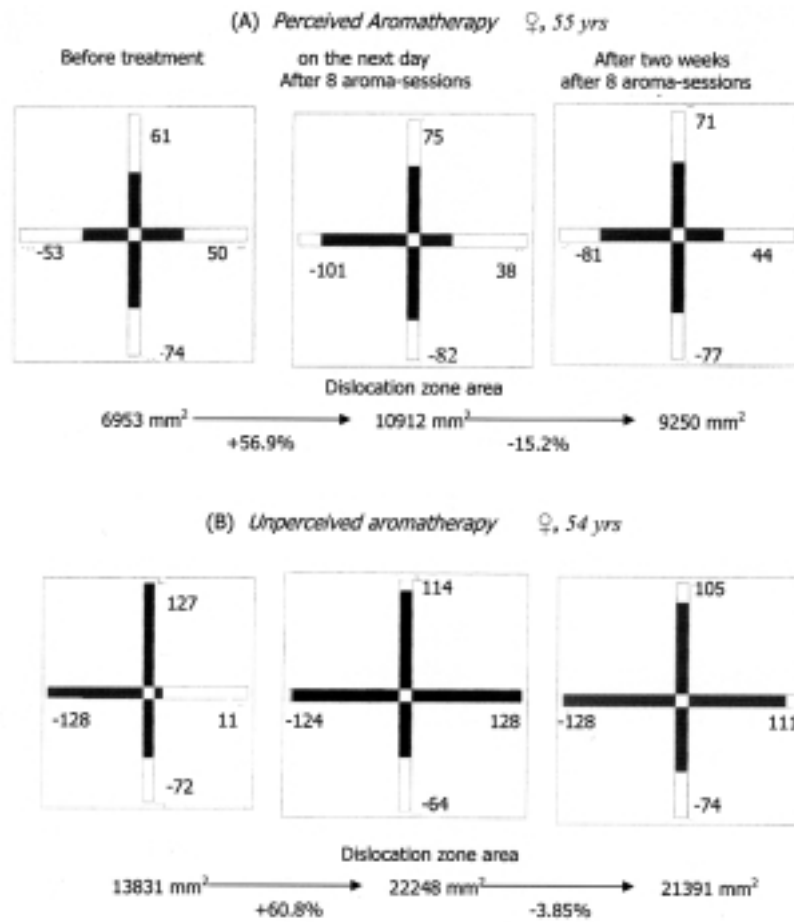 (A) Perceived Aromatherapy ♀, 55 yrs
Before treatment
on the next day
After 8 aroma-sessions
After two weeks
after 8 aroma-sessions
61
-53 50
-74
75
-101 38
-82
71
-81 44
-77
Dislocation zone area
6953 mm² 10912 mm² 9250 mm²
+56.9% -15.2%
(B) Unperceived aromatherapy ♀, 54 yrs
127
-128 11
-72
114
-124 128
-64
105
-128 111
-74
Dislocation zone area
13831 mm² 22248 mm² 21391 mm²
+60.8% -3.85%